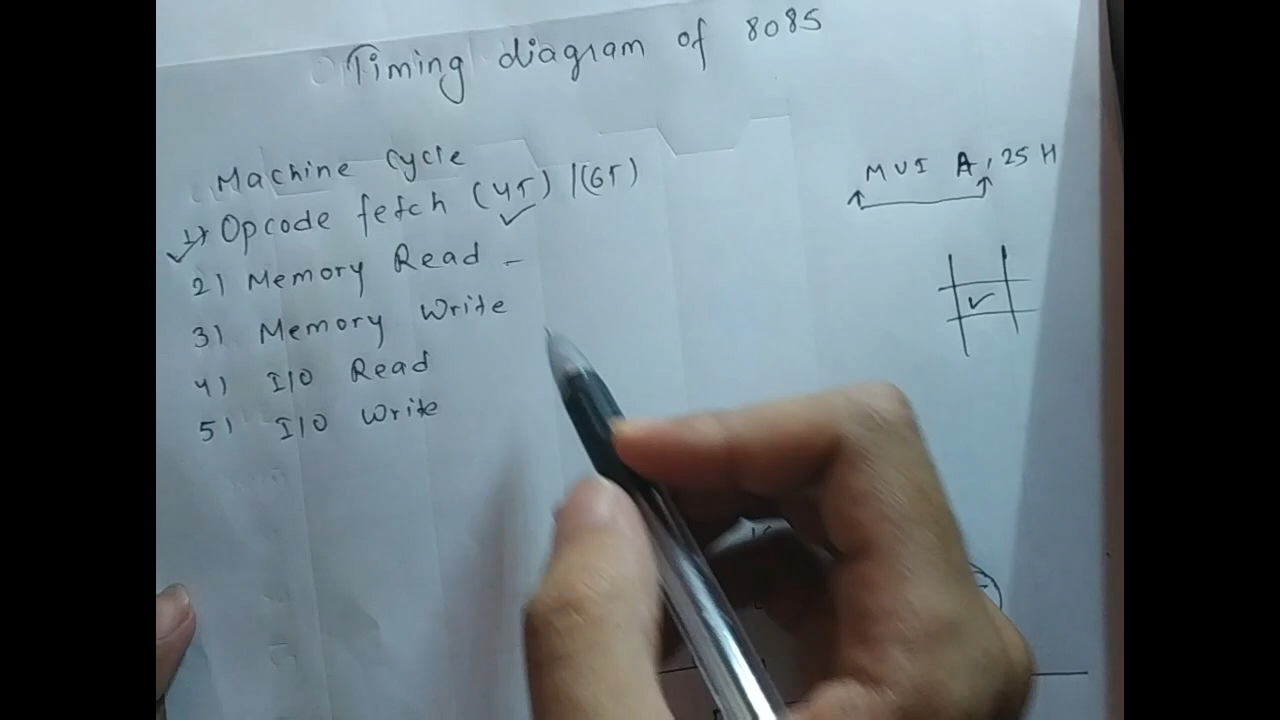 Timing diagram of 8085
Machine Cycle
1) Opcode fetch (4T) / (6T)
2) Memory Read -
3) Memory Write
4) I/O Read
5) I/O Write
MVI A, 25 H